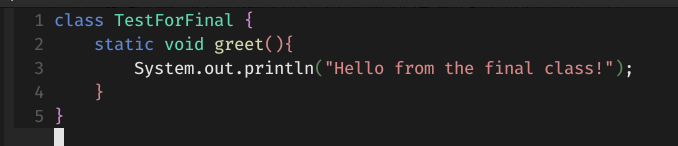 1 class TestForFinal {
2     static void greet(){
3         System.out.println("Hello from the final class!");
4     }
5 }